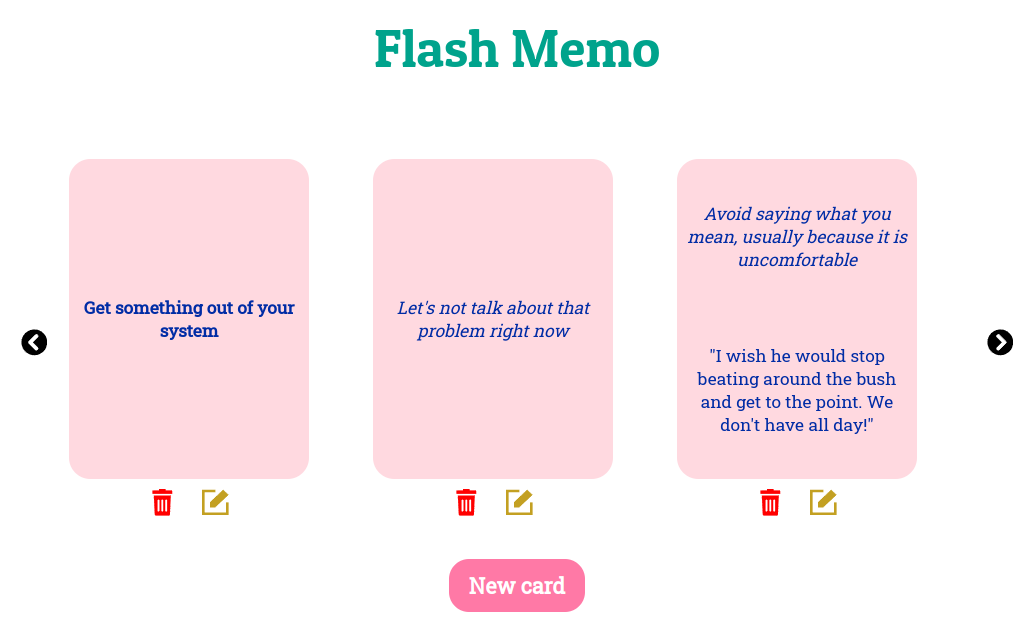 Flash Memo
Get something out of your
system
Let's not talk about that
problem right now
Avoid saying what you
mean, usually because it is
uncomfortable
"I wish he would stop
beating around the bush
and get to the point. We
don't have all day!"
New card